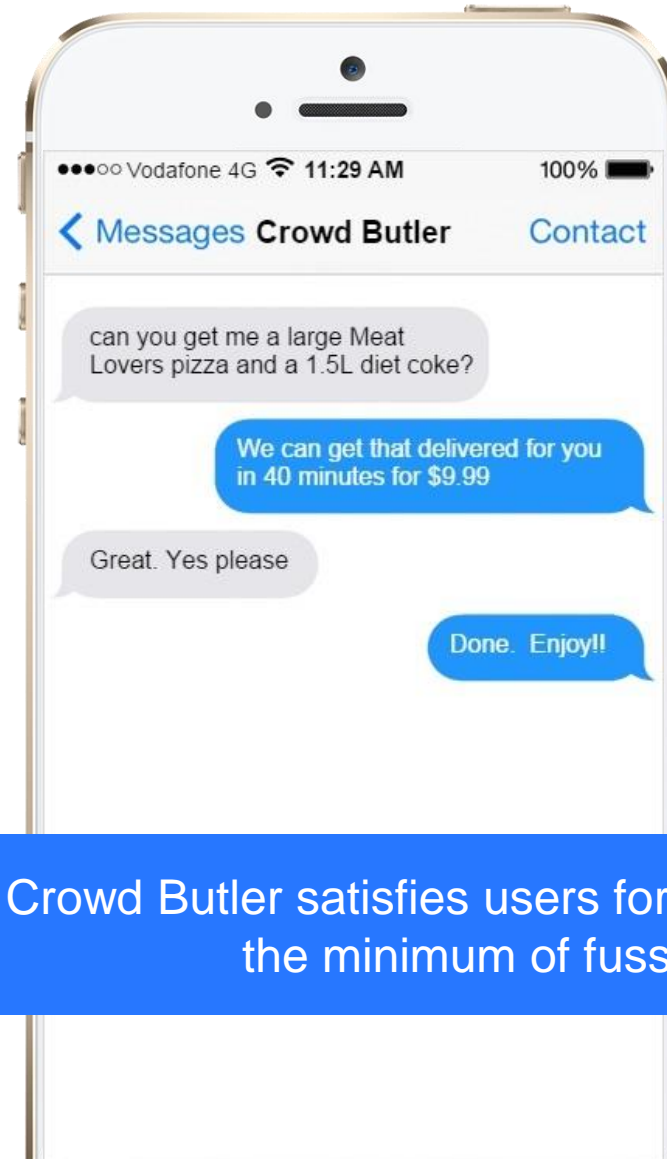 Vodafone 4G 11:29 AM 100%
Messages Crowd Butler Contact
can you get me a large Meat
Lovers pizza and a 1.5L diet coke?
We can get that delivered for you
in 40 minutes for $9.99
Great. Yes please
Done. Enjoy!!
Crowd Butler satisfies users for
the minimum of fuss